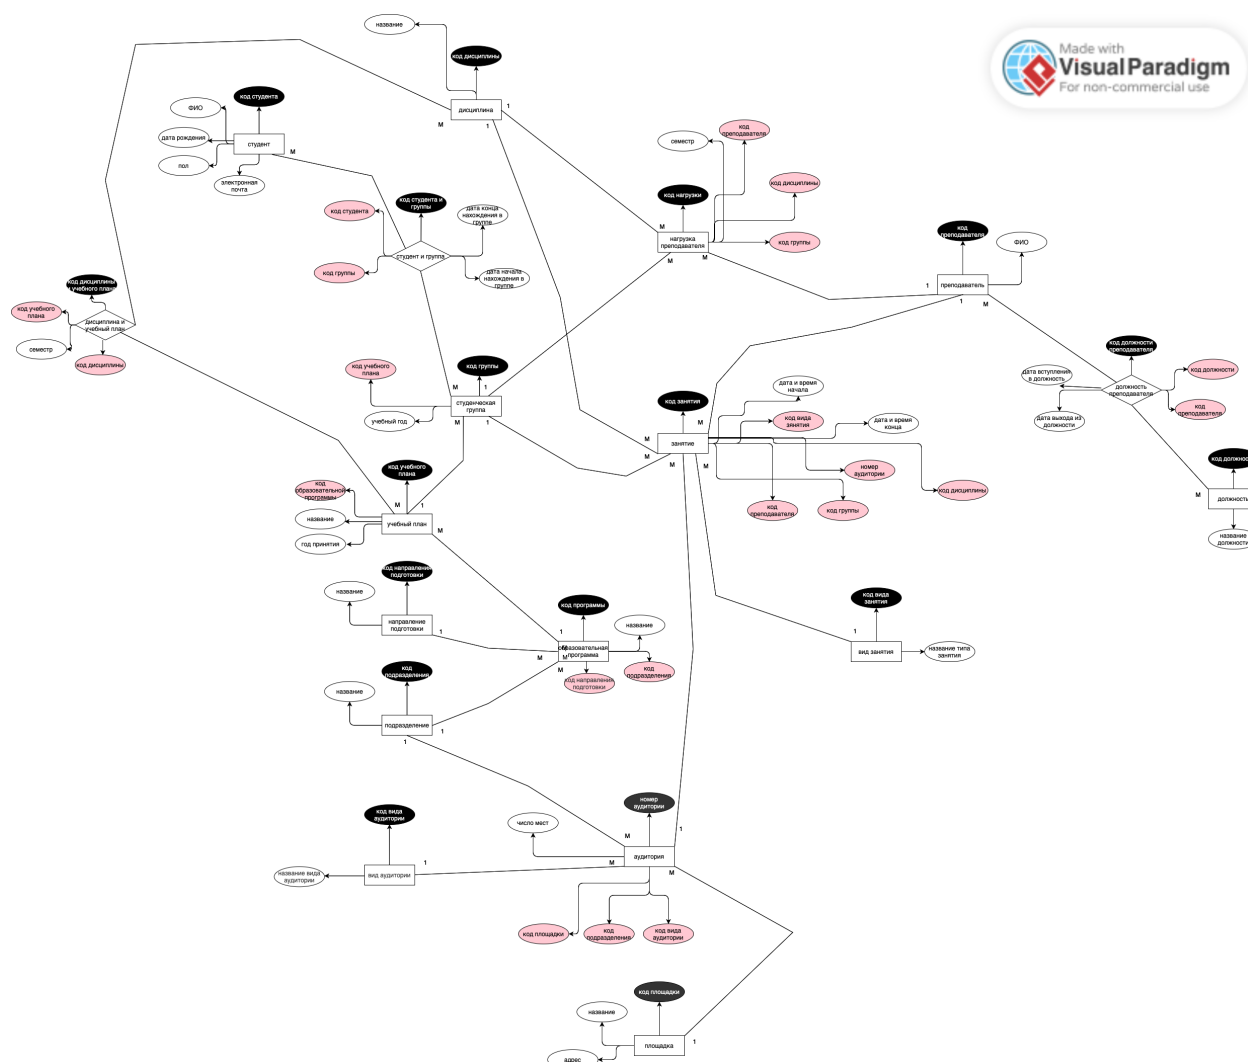 Made with
Visual Paradigm
For non-commercial use
название
код дисциплины
дисциплина
1
М
1
код студента
ФИО
дата рождения
студент
М
пол
электронная
почта
код
преподавателя
семестр
код нагрузки
код дисциплины
М
нагрузка
преподавателя
код группы
М
М
код студента
код студента и
группы
дата конца
нахождения в
группе
студент и группа
код группы
дата начала
нахождения в
группе
код
преподавателя
ФИО
преподаватель
1
1
М
код дисциплины
и учебного плана
код учебного
плана
дисциплина и
учебный план
семестр
код дисциплины
код должности
преподавателя
дата вступления
в должность
код должности
должность
преподавателя
дата выхода из
должности
код
преподавателя
код учебного
плана
код группы
М
1
студенческая
группа
учебный год
М
1
дата и время
начала
код занятия
М
код вида
занятия
дата и время
конца
М
занятие
М
М
М
номер
аудитории
код дисциплины
код
преподавателя
код группы
код должнос
М
должность
название
должности
код учебного
плана
код
образовательной
программы
М
1
название
учебный план
М
год принятия
код направления
подготовки
название
направление
подготовки
1
код программы
название
1
М
образовательная
программа
М
М
код направления
подготовки
код
подразделения
код вида
занятия
1
вид занятия
название типа
занятия
код
подразделения
название
подразделение
1
1
номер
аудитории
число мест
М
1
аудитория
М
М
код вида
аудитории
1
название вида
аудитории
вид аудитории
код площадки
код
подразделения
код вида
аудитории
код площадки
название
площадка
1
адрес